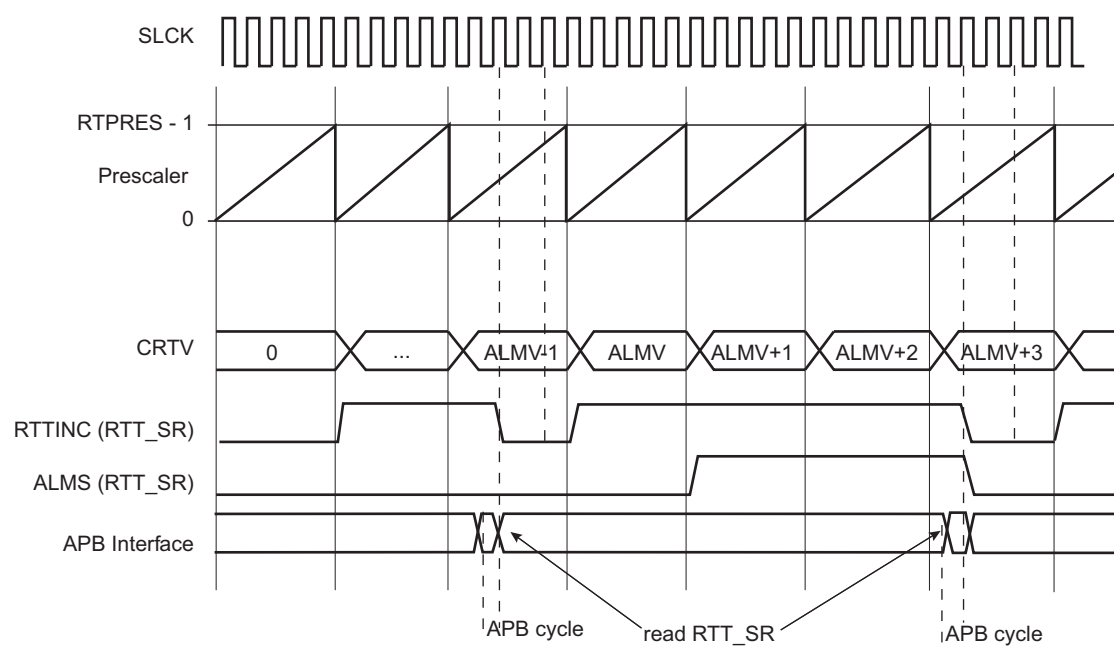 SLCK
RTPRES - 1
Prescaler
0
CRTV
0 ... ALMV-1 ALMV ALMV+1 ALMV+2 ALMV+3
RTTINC (RTT_SR)
ALMS (RTT_SR)
APB Interface
APB cycle read RTT_SR APB cycle